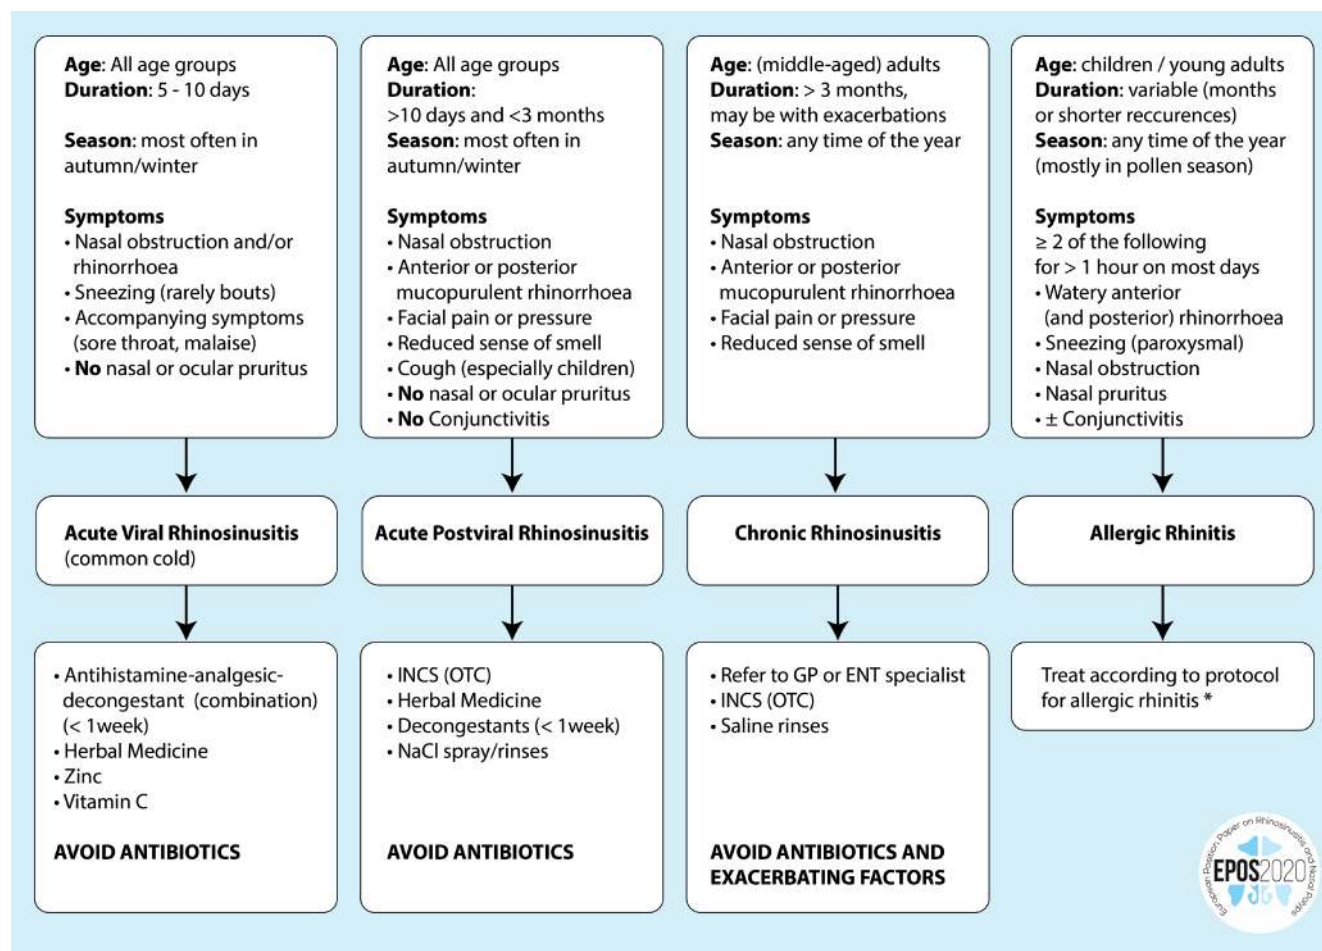 Age: All age groups
Duration: 5 - 10 days
Season: most often in
autumn/winter
Symptoms
• Nasal obstruction and/or
rhinorrhoea
• Sneezing (rarely bouts)
• Accompanying symptoms
(sore throat, malaise)
• No nasal or ocular pruritus
Acute Viral Rhinosinusitis
(common cold)
• Antihistamine-analgesic-
decongestant (combination)
(< 1week)
• Herbal Medicine
• Zinc
• Vitamin C
AVOID ANTIBIOTICS
Age: All age groups
Duration:
>10 days and <3 months
Season: most often in
autumn/winter
Symptoms
• Nasal obstruction
• Anterior or posterior
mucopurulent rhinorrhoea
• Facial pain or pressure
• Reduced sense of smell
• Cough (especially children)
• No nasal or ocular pruritus
• No Conjunctivitis
Acute Postviral Rhinosinusitis
• INCS (OTC)
• Herbal Medicine
• Decongestants (< 1week)
• NaCl spray/rinses
AVOID ANTIBIOTICS
Age: (middle-aged) adults
Duration: > 3 months,
may be with exacerbations
Season: any time of the year
Symptoms
• Nasal obstruction
• Anterior or posterior
mucopurulent rhinorrhoea
• Facial pain or pressure
• Reduced sense of smell
Chronic Rhinosinusitis
• Refer to GP or ENT specialist
• INCS (OTC)
• Saline rinses
AVOID ANTIBIOTICS AND
EXACERBATING FACTORS
Age: children / young adults
Duration: variable (months
or shorter reccurences)
Season: any time of the year
(mostly in pollen season)
Symptoms
≥ 2 of the following
for > 1 hour on most days
• Watery anterior
(and posterior) rhinorrhoea
• Sneezing (paroxysmal)
• Nasal obstruction
• Nasal pruritus
• ± Conjunctivitis
Allergic Rhinitis
Treat according to protocol
for allergic rhinitis *
European Position Paper on Rhinosinusitis and Nasal Polyps
EPOS2020